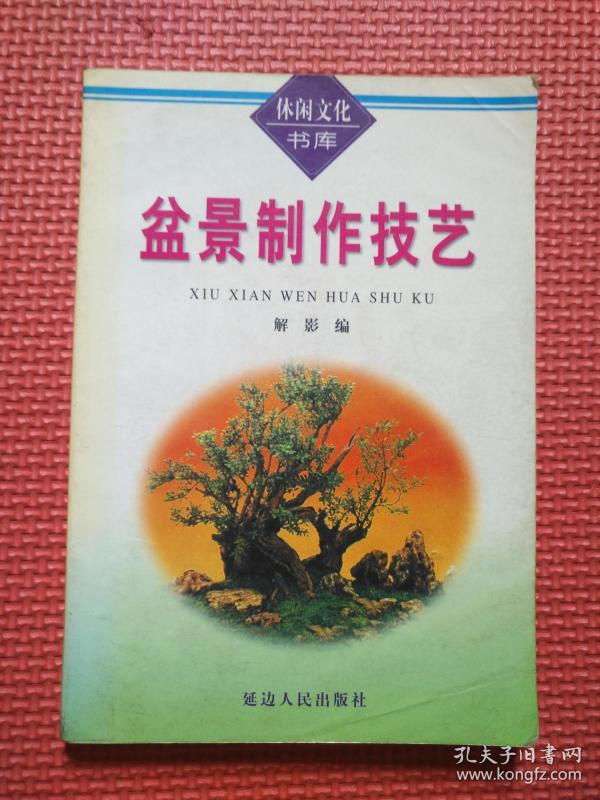 休闲文化
书库
盆景制作技艺
XIU XIAN WEN HUA SHU KU
解影编
延边人民出版社
孔夫子旧书网
www.kongfz.com